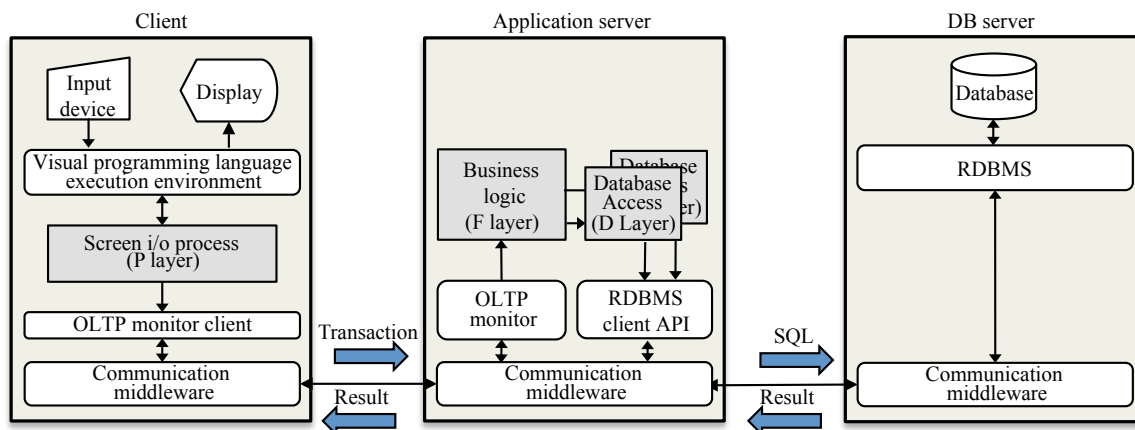 Client
Application server
DB server
Input
device
Display
Visual programming language
execution environment
Screen i/o process
(P layer)
OLTP monitor client
Communication
middleware
Transaction
Result
Business
logic
(F layer)
Database
Database
Access
(D Layer)
OLTP
monitor
RDBMS
client API
Communication
middleware
SQL
Result
Database
RDBMS
Communication
middleware